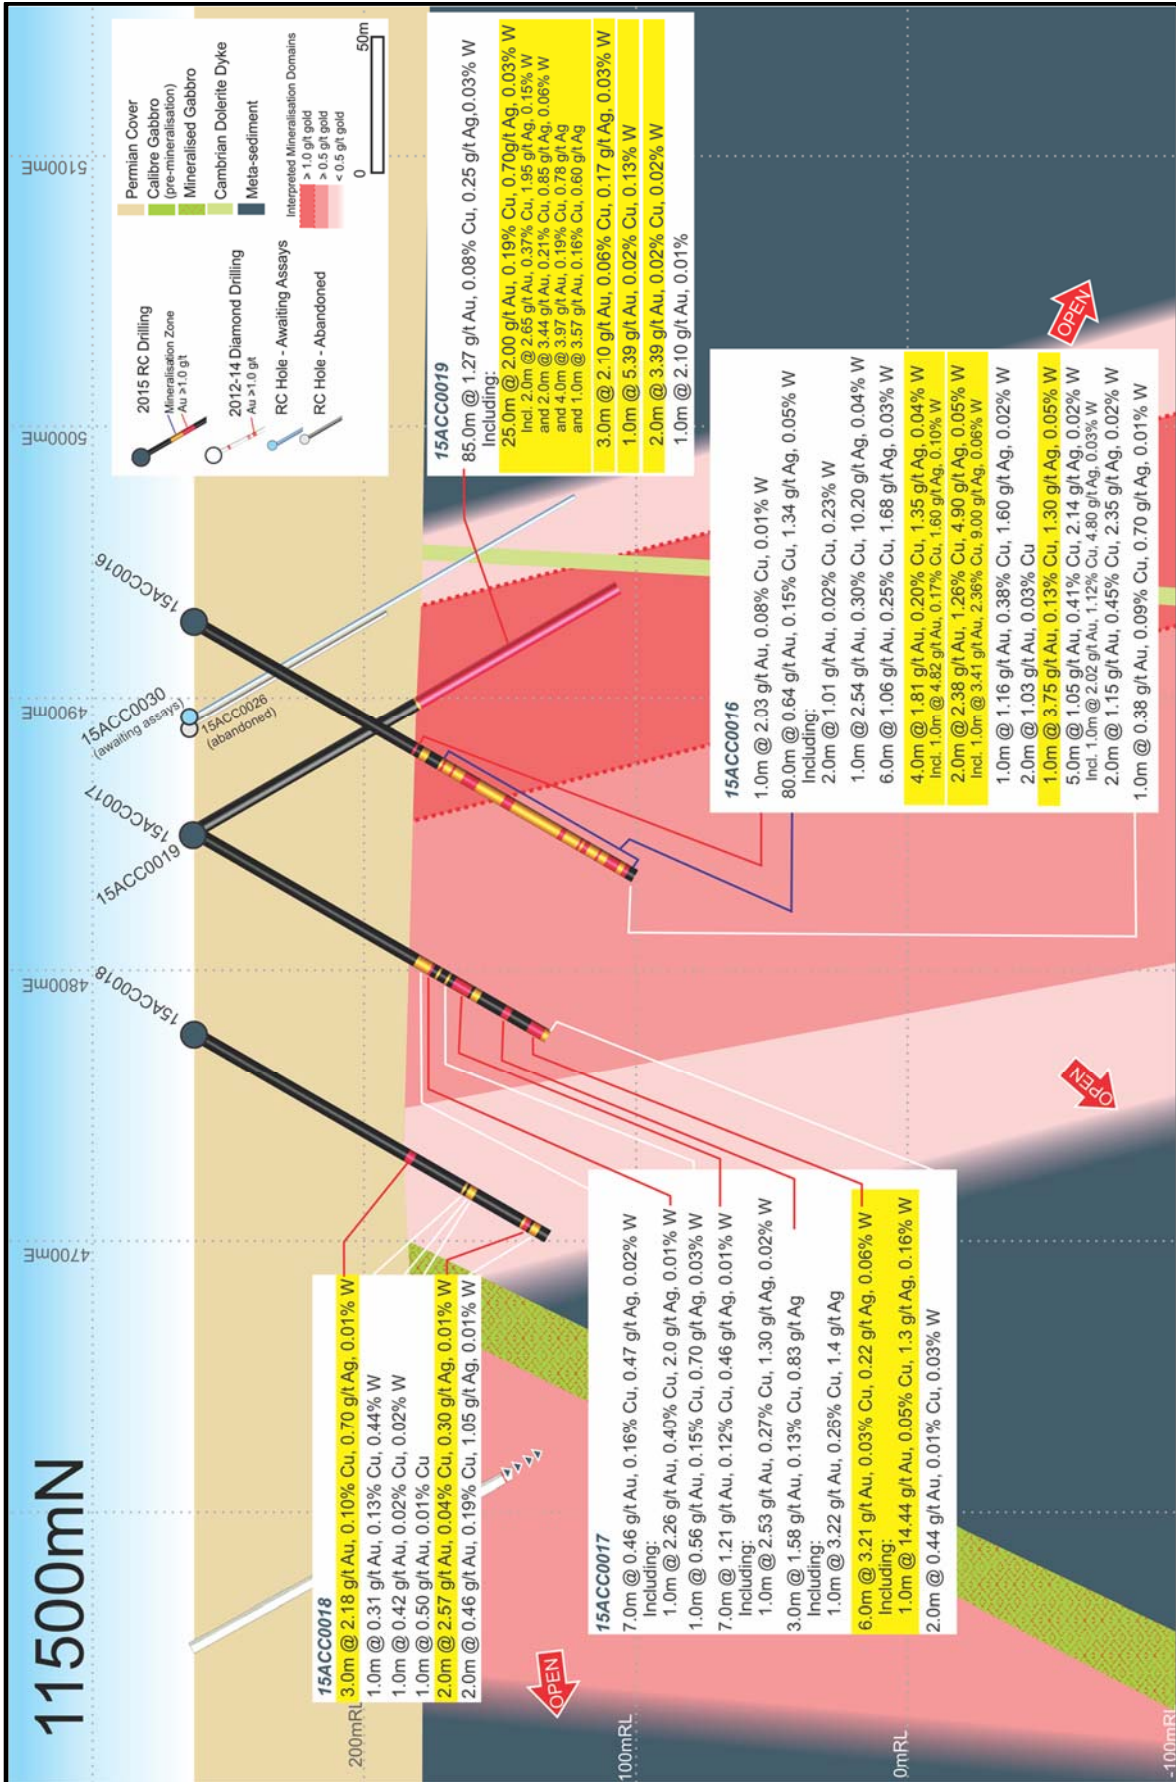 11500mN
4700mE
4800mE
4900mE
5000mE
5100mE
200mRL
100mRL
0mRL
-100mRL
15ACC0018
15ACC0019
15ACC0017
15ACC0030
(awaiting assays)
15ACC0026
(abandoned)
15ACC0016
2015 RC Drilling
Mineralisation Zone
Au >1.0 g/t
2012-14 Diamond Drilling
Au >1.0 g/t
RC Hole - Awaiting Assays
RC Hole - Abandoned
Permian Cover
Calibre Gabbro
(pre-mineralisation)
Mineralised Gabbro
Cambrian Dolerite Dyke
Meta-sediment
Interpreted Mineralisation Domains
> 1.0 g/t gold
> 0.5 g/t gold
< 0.5 g/t gold
0
50m
15ACC0018
3.0m @ 2.18 g/t Au, 0.10% Cu, 0.70 g/t Ag, 0.01% W
1.0m @ 0.31 g/t Au, 0.13% Cu, 0.44% W
1.0m @ 0.42 g/t Au, 0.02% Cu, 0.02% W
1.0m @ 0.50 g/t Au, 0.01% Cu
2.0m @ 2.57 g/t Au, 0.04% Cu, 0.30 g/t Ag, 0.01% W
2.0m @ 0.46 g/t Au, 0.19% Cu, 1.05 g/t Ag, 0.01% W
15ACC0019
85.0m @ 1.27 g/t Au, 0.08% Cu, 0.25 g/t Ag,0.03% W
Including:
25.0m @ 2.00 g/t Au, 0.19% Cu, 0.70g/t Ag, 0.03% W
Incl. 2.0m @ 2.65 g/t Au, 0.37% Cu, 1.95 g/t Ag, 0.15% W
and 2.0m @ 3.44 g/t Au, 0.21% Cu, 0.85 g/t Ag, 0.06% W
and 4.0m @ 3.97 g/t Au, 0.19% Cu, 0.78 g/t Ag
and 1.0m @ 3.57 g/t Au, 0.16% Cu, 0.60 g/t Ag
3.0m @ 2.10 g/t Au, 0.06% Cu, 0.17 g/t Ag, 0.03% W
1.0m @ 5.39 g/t Au, 0.02% Cu, 0.13% W
2.0m @ 3.39 g/t Au, 0.02% Cu, 0.02% W
1.0m @ 2.10 g/t Au, 0.01%
15ACC0017
7.0m @ 0.46 g/t Au, 0.16% Cu, 0.47 g/t Ag, 0.02% W
Including:
1.0m @ 2.26 g/t Au, 0.40% Cu, 2.0 g/t Ag, 0.01% W
1.0m @ 0.56 g/t Au, 0.15% Cu, 0.70 g/t Ag, 0.03% W
7.0m @ 1.21 g/t Au, 0.12% Cu, 0.46 g/t Ag, 0.01% W
Including:
1.0m @ 2.53 g/t Au, 0.27% Cu, 1.30 g/t Ag, 0.02% W
3.0m @ 1.58 g/t Au, 0.13% Cu, 0.83 g/t Ag
Including:
1.0m @ 3.22 g/t Au, 0.26% Cu, 1.4 g/t Ag
6.0m @ 3.21 g/t Au, 0.03% Cu, 0.22 g/t Ag, 0.06% W
Including:
1.0m @ 14.44 g/t Au, 0.05% Cu, 1.3 g/t Ag, 0.16% W
2.0m @ 0.44 g/t Au, 0.01% Cu, 0.03% W
15ACC0016
1.0m @ 2.03 g/t Au, 0.08% Cu, 0.01% W
80.0m @ 0.64 g/t Au, 0.15% Cu, 1.34 g/t Ag, 0.05% W
Including:
2.0m @ 1.01 g/t Au, 0.02% Cu, 0.23% W
1.0m @ 2.54 g/t Au, 0.30% Cu, 10.20 g/t Ag, 0.04% W
6.0m @ 1.06 g/t Au, 0.25% Cu, 1.68 g/t Ag, 0.03% W
4.0m @ 1.81 g/t Au, 0.20% Cu, 1.35 g/t Ag, 0.04% W
Incl. 1.0m @ 4.82 g/t Au, 0.17% Cu, 1.60 g/t Ag, 0.10% W
2.0m @ 2.38 g/t Au, 1.26% Cu, 4.90 g/t Ag, 0.05% W
Incl. 1.0m @ 3.41 g/t Au, 2.36% Cu, 9.00 g/t Ag, 0.06% W
1.0m @ 1.16 g/t Au, 0.38% Cu, 1.60 g/t Ag, 0.02% W
2.0m @ 1.03 g/t Au, 0.03% Cu
1.0m @ 3.75 g/t Au, 0.13% Cu, 1.30 g/t Ag, 0.05% W
5.0m @ 1.05 g/t Au, 0.41% Cu, 2.14 g/t Ag, 0.02% W
Incl. 1.0m @ 2.02 g/t Au, 1.12% Cu, 4.80 g/t Ag, 0.03% W
2.0m @ 1.15 g/t Au, 0.45% Cu, 2.35 g/t Ag, 0.02% W
1.0m @ 0.38 g/t Au, 0.09% Cu, 0.70 g/t Ag, 0.01% W
OPEN
OPEN
OPEN